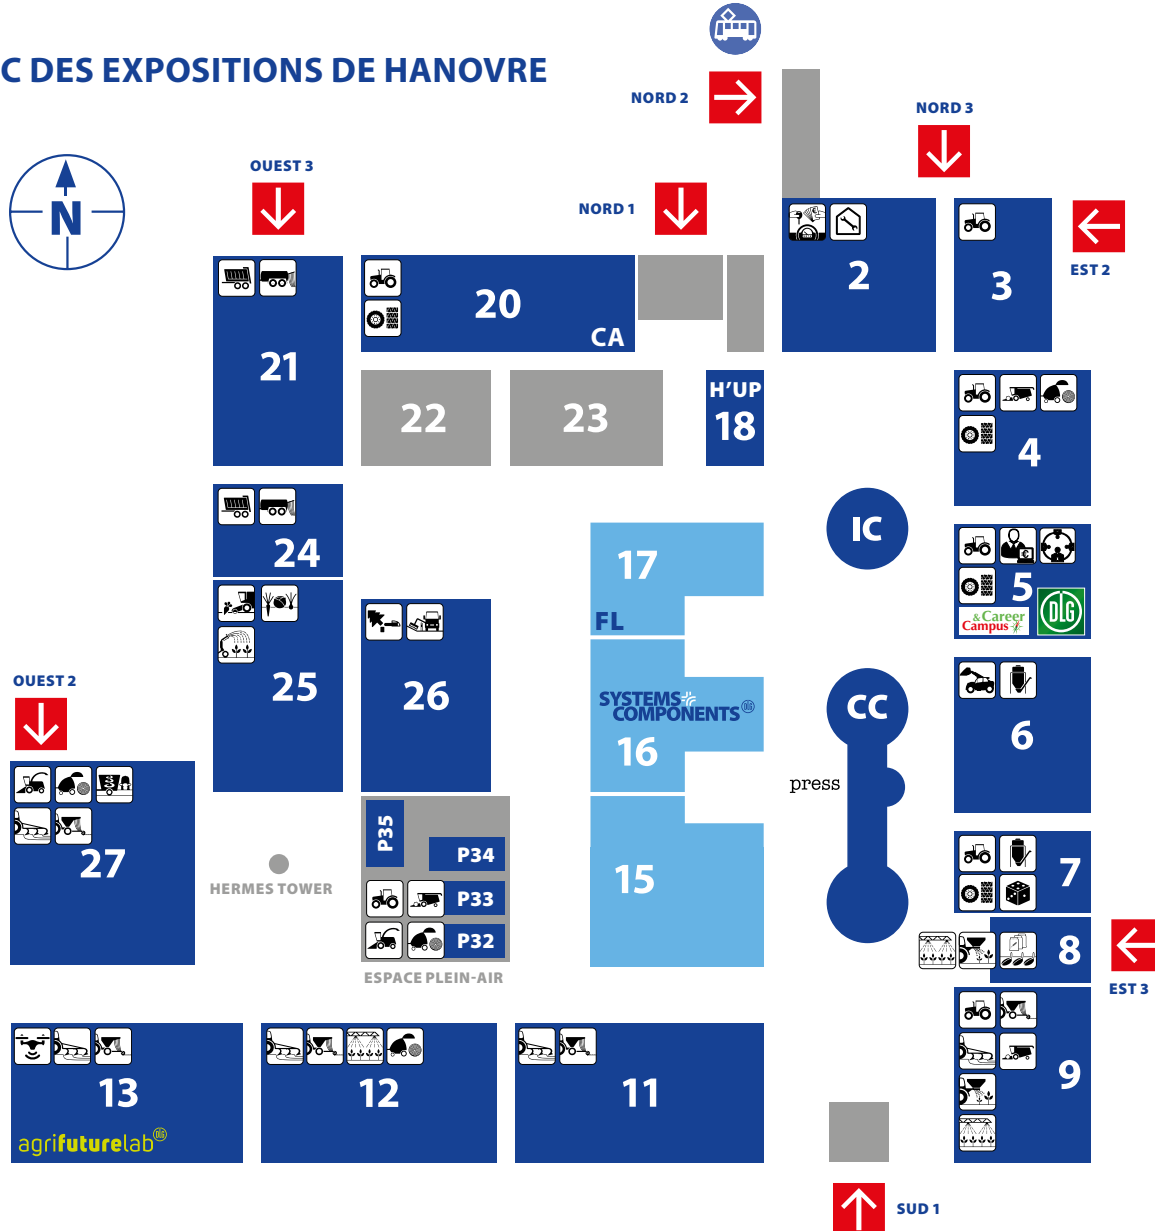 C DES EXPOSITIONS DE HANOVRE
NORD 2
NORD 3
OUEST 3
NORD 1
EST 2
N
2
3
20
CA
21
22
23
H'UP
18
4
24
17
FL
IC
5
& Career
Campus
DLG
25
26
SYSTEMS
COMPONENTS
DLG
16
CC
press
6
OUEST 2
27
HERMES TOWER
P35
P34
P33
P32
ESPACE PLEIN-AIR
15
7
8
EST 3
9
13
agrifuturelab
DLG
12
11
SUD 1